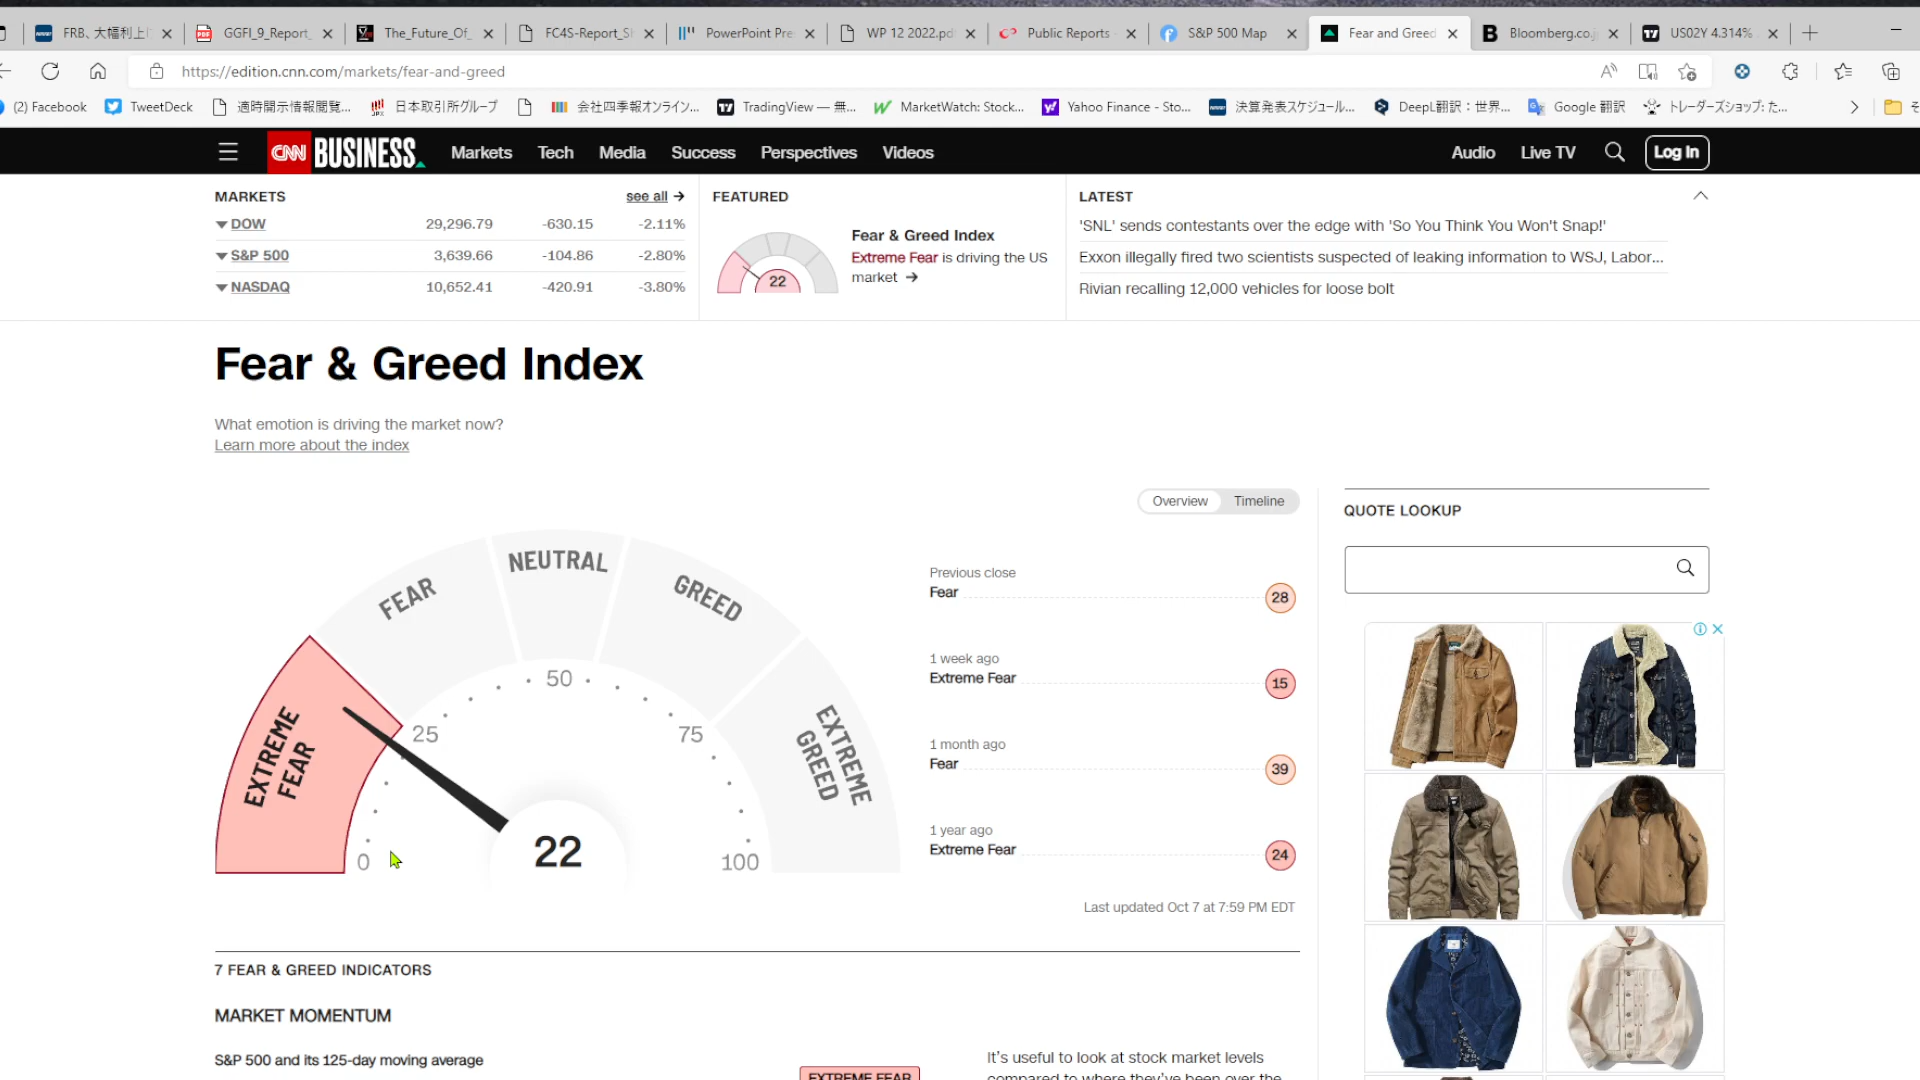 FRB、大幅利上
GGFI_9_Report_
The_Future_Of_
FC4S-Report_S
PowerPoint Pre
WP 12 2022.pd
Public Reports
S&P 500 Map
Fear and Greed
Bloomberg.co.j
US02Y 4.314%
https://edition.cnn.com/markets/fear-and-greed
(2) Facebook
TweetDeck
適時開示情報閲覧...
日本取引所グループ
会社四季報オンライン...
TradingView — 無...
MarketWatch: Stock...
Yahoo Finance - Sto...
決算発表スケジュール...
DeepL翻訳：世界...
Google 翻訳
トレーダーズショップ: た...
そ
CNN BUSINESS
Markets
Tech
Media
Success
Perspectives
Videos
Audio
Live TV
Log In
MARKETS
see all →
DOW 29,296.79 -630.15 -2.11%
S&P 500 3,639.66 -104.86 -2.80%
NASDAQ 10,652.41 -420.91 -3.80%
FEATURED
22
Fear & Greed Index
Extreme Fear is driving the US
market →
LATEST
'SNL' sends contestants over the edge with 'So You Think You Won't Snap!'
Exxon illegally fired two scientists suspected of leaking information to WSJ, Labor...
Rivian recalling 12,000 vehicles for loose bolt
Fear & Greed Index
What emotion is driving the market now?
Learn more about the index
Overview
Timeline
EXTREME
FEAR
FEAR
NEUTRAL
GREED
EXTREME
GREED
0
25
50
75
100
22
Previous close
Fear 28
1 week ago
Extreme Fear 15
1 month ago
Fear 39
1 year ago
Extreme Fear 24
Last updated Oct 7 at 7:59 PM EDT
QUOTE LOOKUP
7 FEAR & GREED INDICATORS
MARKET MOMENTUM
S&P 500 and its 125-day moving average
EXTREME FEAR
It's useful to look at stock market levels
compared to where they've been over the